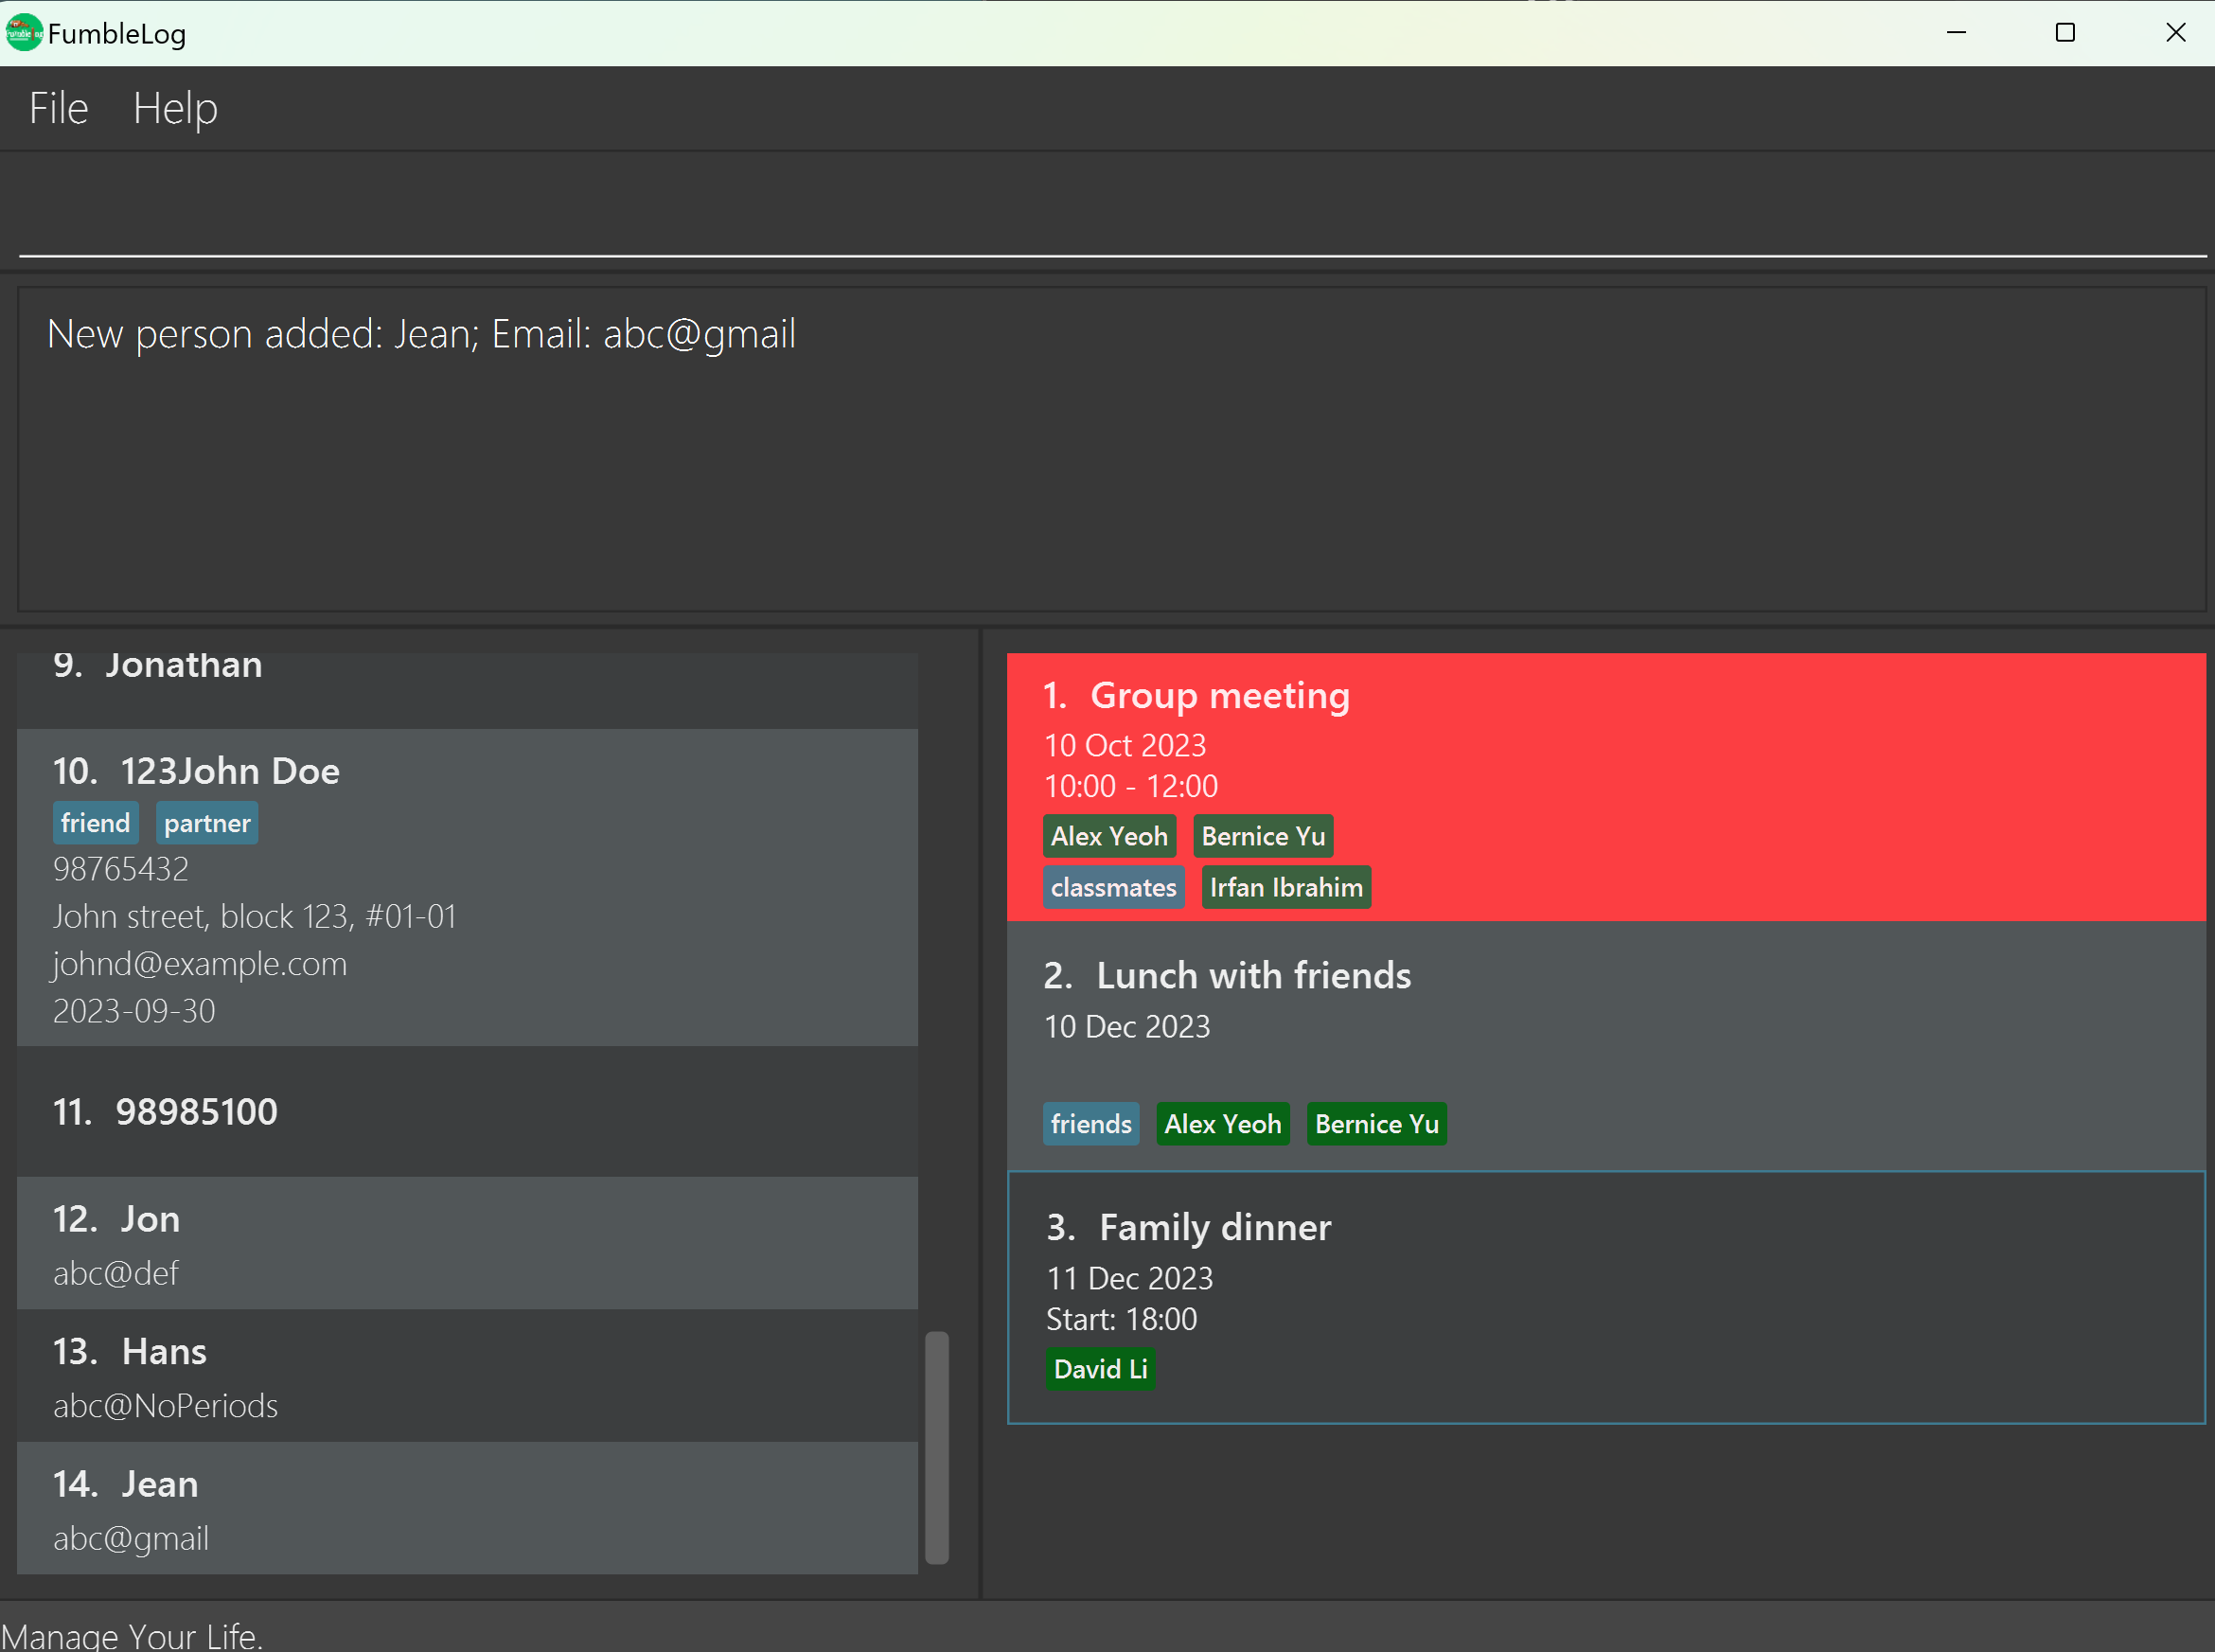 FumbleLog
File Help
New person added: Jean; Email: abc@gmail
9. Jonathan
10. 123John Doe
friend partner
98765432
John street, block 123, #01-01
johnd@example.com
2023-09-30
11. 98985100
12. Jon
abc@def
13. Hans
abc@NoPeriods
14. Jean
abc@gmail
1. Group meeting
10 Oct 2023
10:00 - 12:00
Alex Yeoh Bernice Yu
classmates Irfan Ibrahim
2. Lunch with friends
10 Dec 2023
friends Alex Yeoh Bernice Yu
3. Family dinner
11 Dec 2023
Start: 18:00
David Li
Manage Your Life.